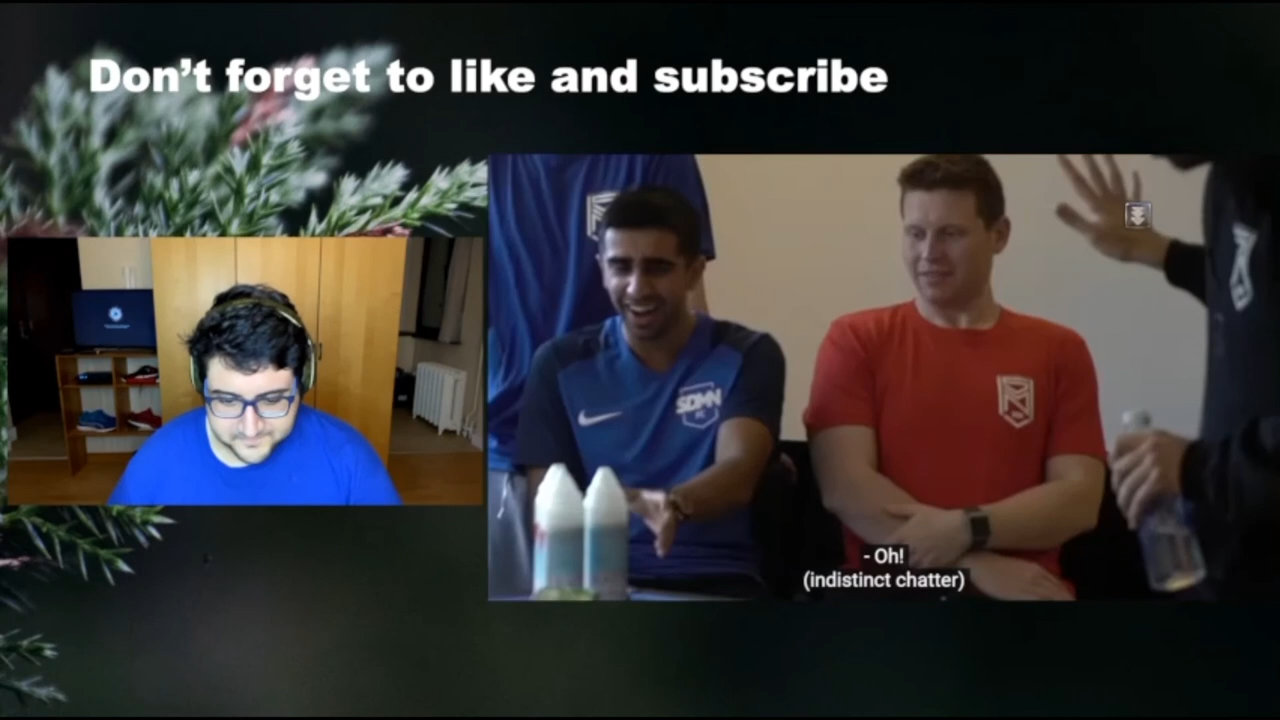 Don't forget to like and subscribe
SDMN
FC
- Oh!
(indistinct chatter)